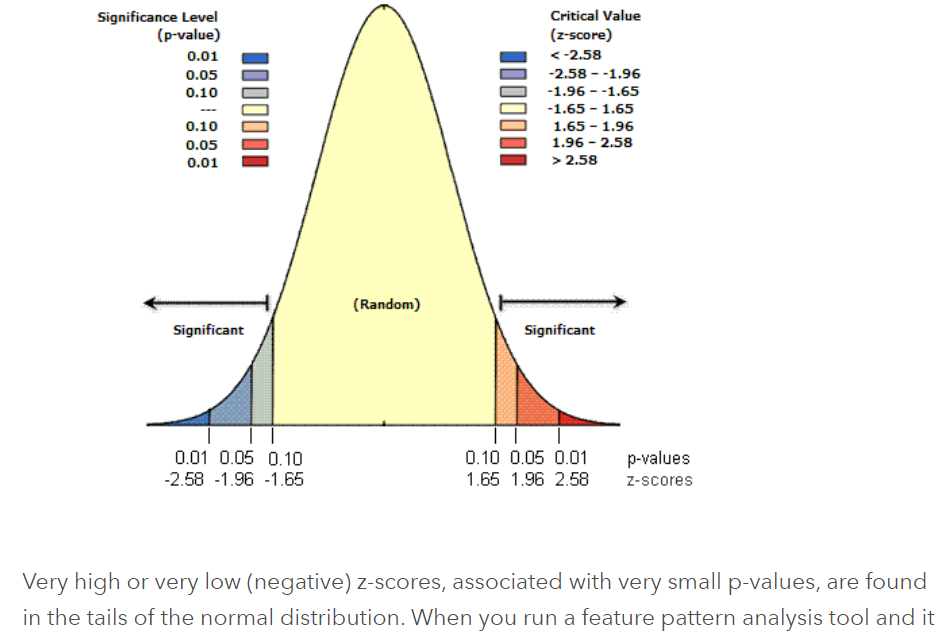 Significance Level
(p-value)
0.01
0.05
0.10
---
0.10
0.05
0.01
Critical Value
(z-score)
< -2.58
-2.58 - -1.96
-1.96 - -1.65
-1.65 - 1.65
1.65 - 1.96
1.96 - 2.58
> 2.58
(Random)
Significant
Significant
0.01 0.05 0.10 0.10 0.05 0.01 p-values
-2.58 -1.96 -1.65 1.65 1.96 2.58 z-scores
Very high or very low (negative) z-scores, associated with very small p-values, are found
in the tails of the normal distribution. When you run a feature pattern analysis tool and it